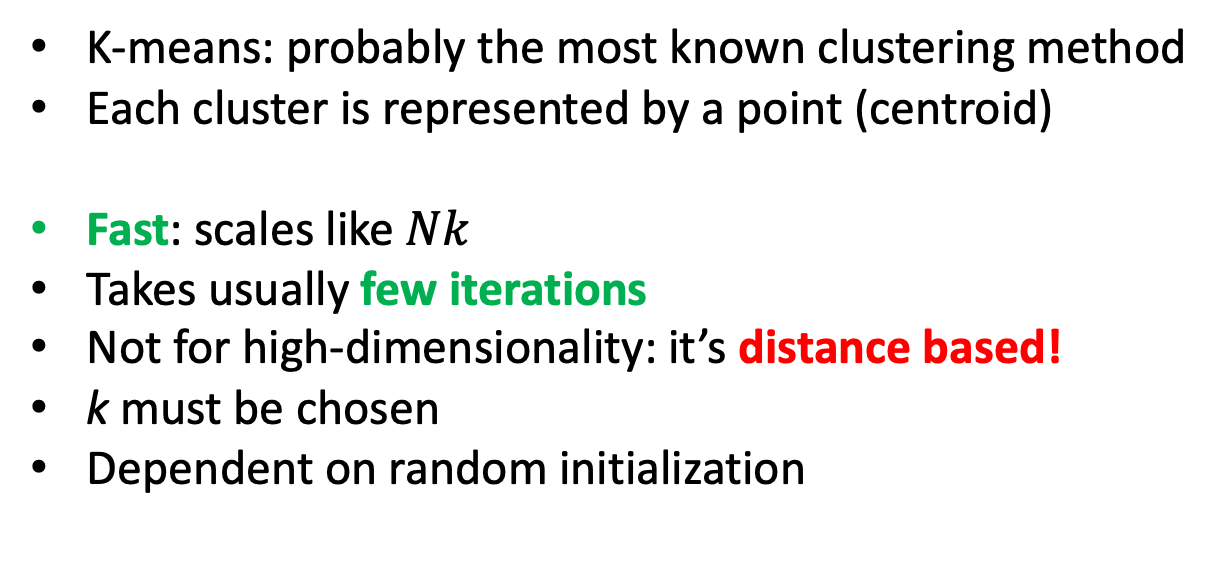 • K-means: probably the most known clustering method
• Each cluster is represented by a point (centroid)
• Fast: scales like Nk
• Takes usually few iterations
• Not for high-dimensionality: it’s distance based!
• k must be chosen
• Dependent on random initialization